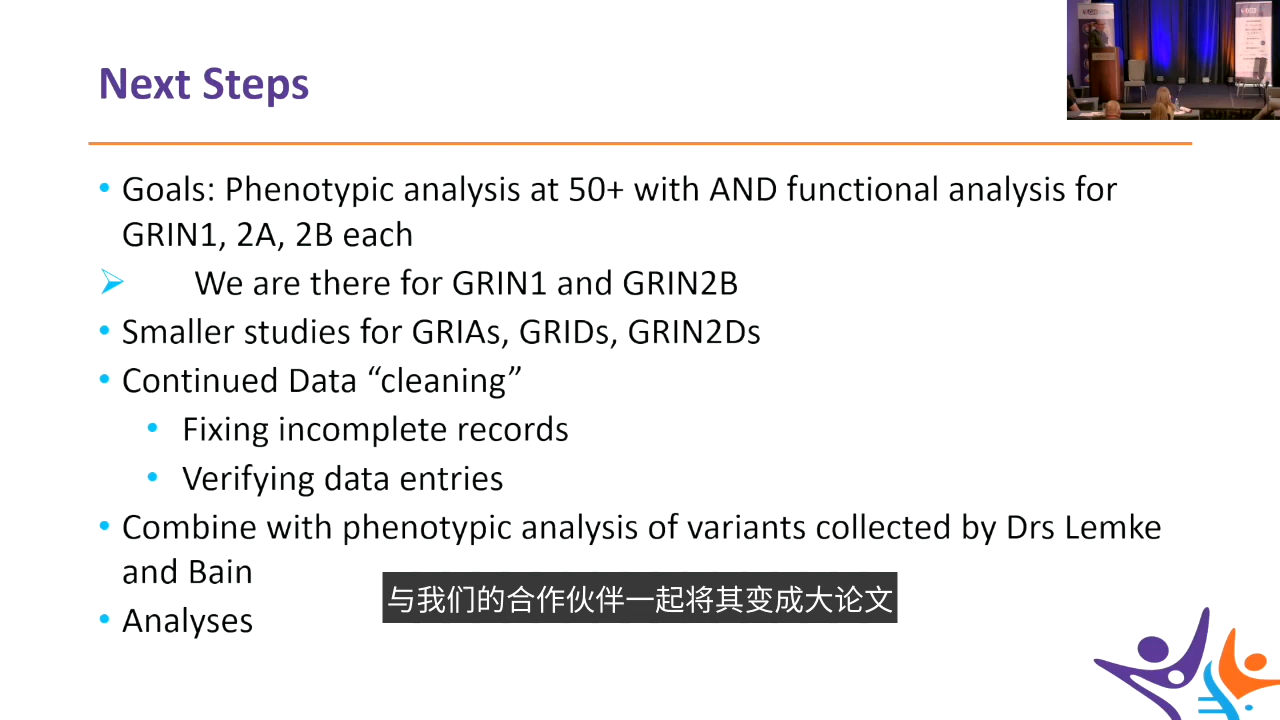 Next Steps
• Goals: Phenotypic analysis at 50+ with AND functional analysis for
GRIN1, 2A, 2B each
➢ We are there for GRIN1 and GRIN2B
• Smaller studies for GRIAs, GRIDs, GRIN2Ds
• Continued Data “cleaning”
• Fixing incomplete records
• Verifying data entries
• Combine with phenotypic analysis of variants collected by Drs Lemke
and Bain
• Analyses
与我们的合作伙伴一起将其变成大论文